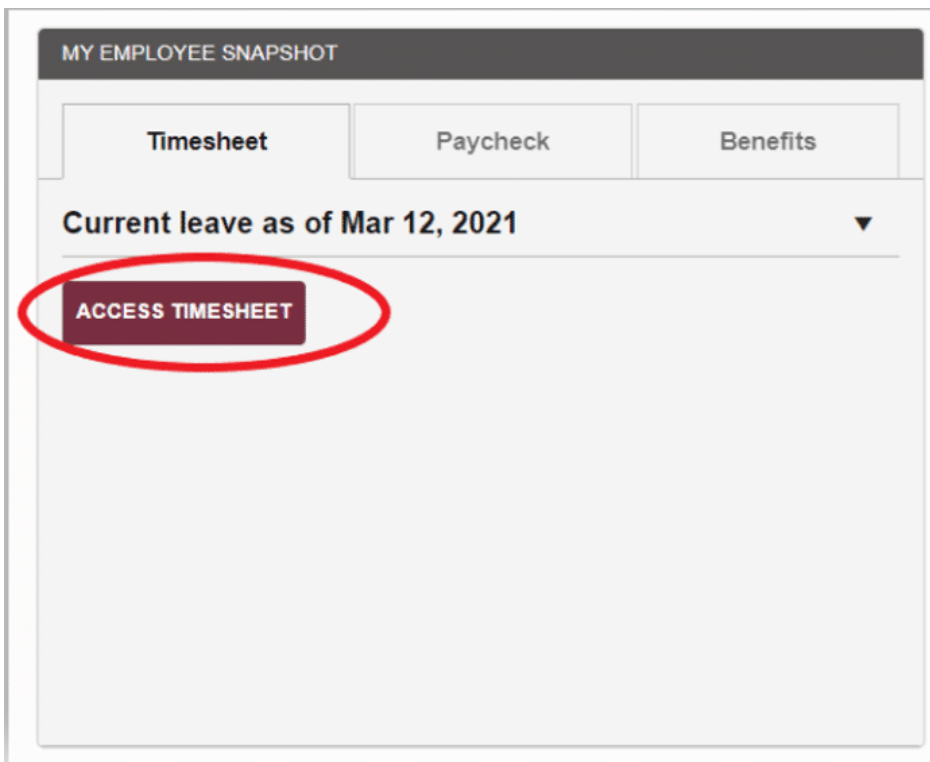 MY EMPLOYEE SNAPSHOT
Timesheet Paycheck Benefits
Current leave as of Mar 12, 2021
ACCESS TIMESHEET